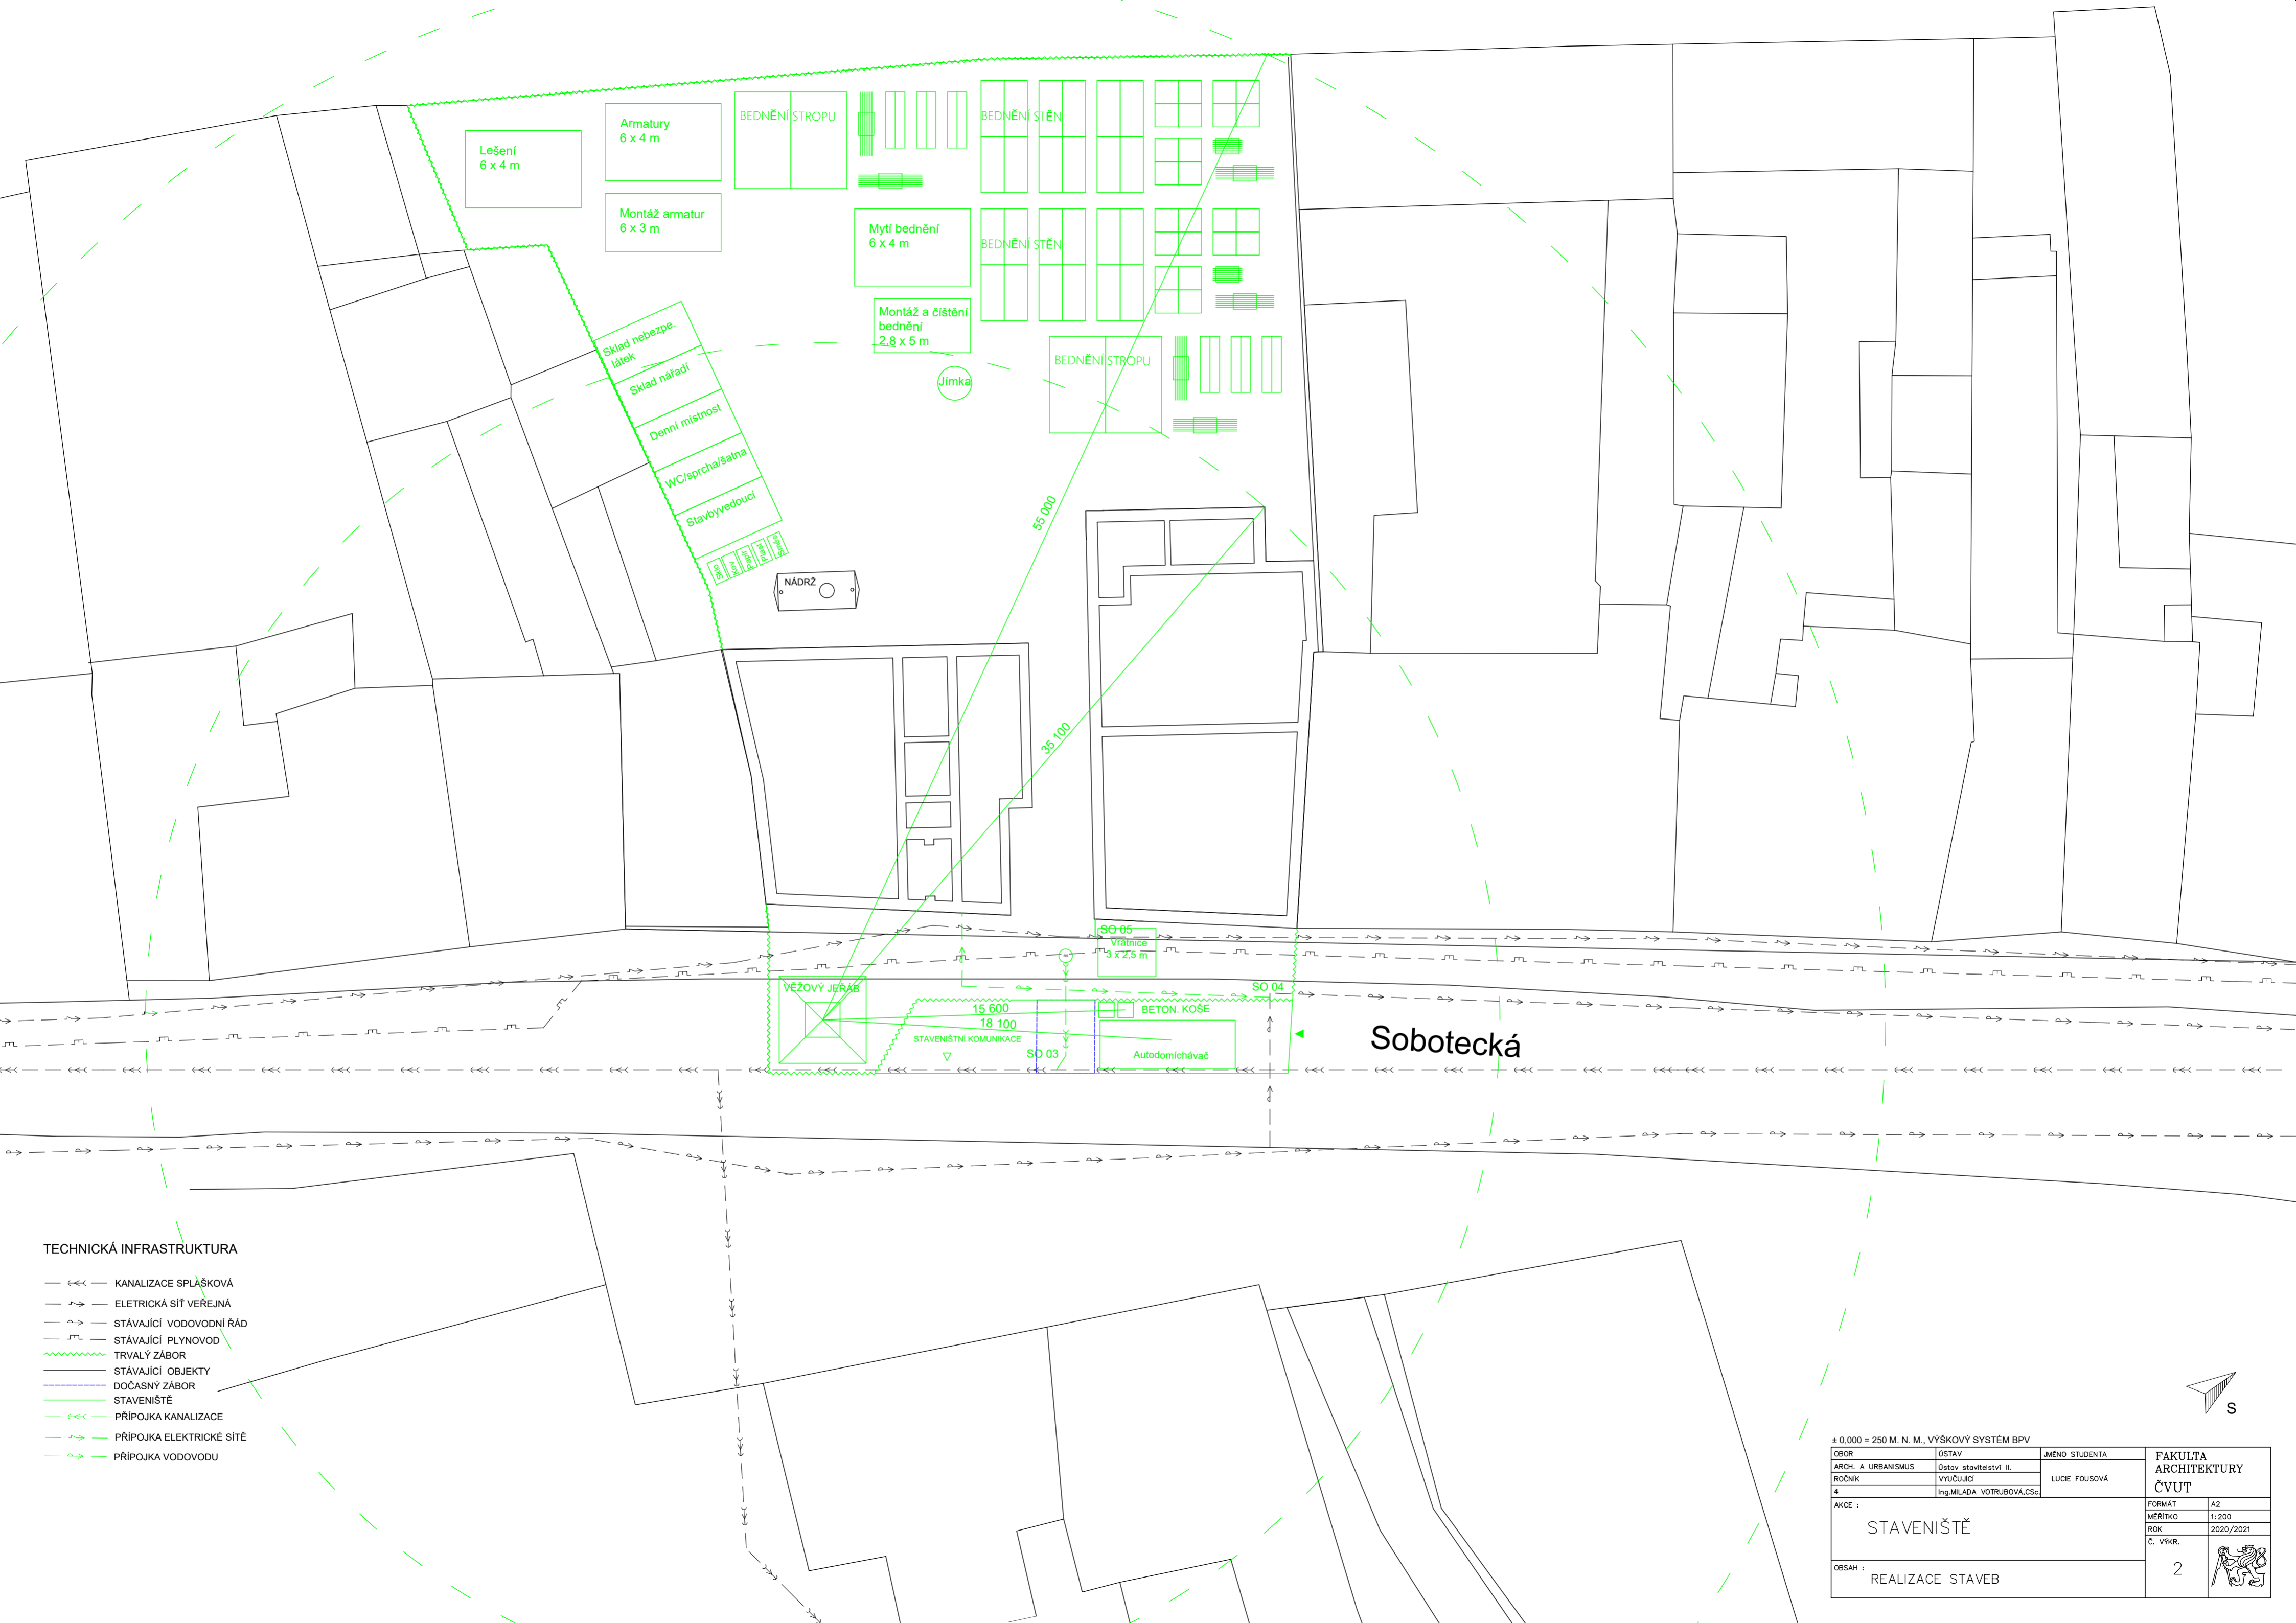 Lešení
6 x 4 m
Armatury
6 x 4 m
Montáž armatur
6 x 3 m
BEDNĚNÍ STROPU
BEDNĚNÍ STĚN
Mytí bednění
6 x 4 m
BEDNĚNÍ STĚN
Montáž a číštění
bednění
2,8 x 5 m
BEDNĚNÍ STROPU
Jímka
Sklad nebezpe.
látek
Sklad nářadí
Denní místnost
WC/sprcha/šatna
Stavbyvedoucí
Sklo
Kov
Papír
Plast
Směs
NÁDRŽ
55 000
35 100
SO 05
Vrátnice
3 x 2,5 m
VĚŽOVÝ JEŘÁB
SO 04
15 600
BETON. KOŠE
18 100
STAVENIŠTNÍ KOMUNIKACE
SO 03
Autodomíchávač
Sobotecká
TECHNICKÁ INFRASTRUKTURA
KANALIZACE SPLAŠKOVÁ
ELETRICKÁ SÍŤ VEŘEJNÁ
STÁVAJÍCÍ VODOVODNÍ ŘÁD
STÁVAJÍCÍ PLYNOVOD
TRVALÝ ZÁBOR
STÁVAJÍCÍ OBJEKTY
DOČASNÝ ZÁBOR
STAVENIŠTĚ
PŘÍPOJKA KANALIZACE
PŘÍPOJKA ELEKTRICKÉ SÍTĚ
PŘÍPOJKA VODOVODU
S
± 0,000 = 250 M. N. M., VÝŠKOVÝ SYSTÉM BPV
OBOR
ÚSTAV
JMÉNO STUDENTA
ARCH. A URBANISMUS
Ústav stavitelství II.
ROČNÍK
VYUČUJÍCÍ
LUCIE FOUSOVÁ
4
Ing.MILADA VOTRUBOVÁ,CSc.
FAKULTA
ARCHITEKTURY
ČVUT
AKCE :
STAVENIŠTĚ
FORMÁT
A2
MĚŘÍTKO
1:200
ROK
2020/2021
Č. VÝKR.
2
OBSAH :
REALIZACE STAVEB